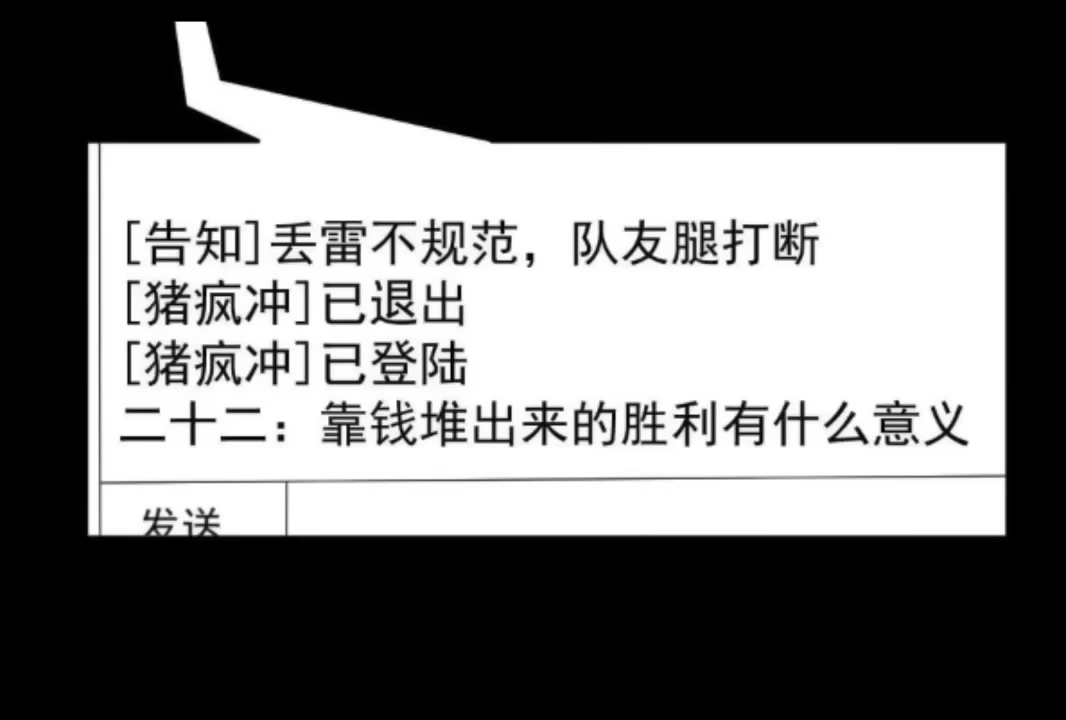 [告知]丢雷不规范，队友腿打断
[猪疯冲]已退出
[猪疯冲]已登陆
二十二：靠钱堆出来的胜利有什么意义
发送